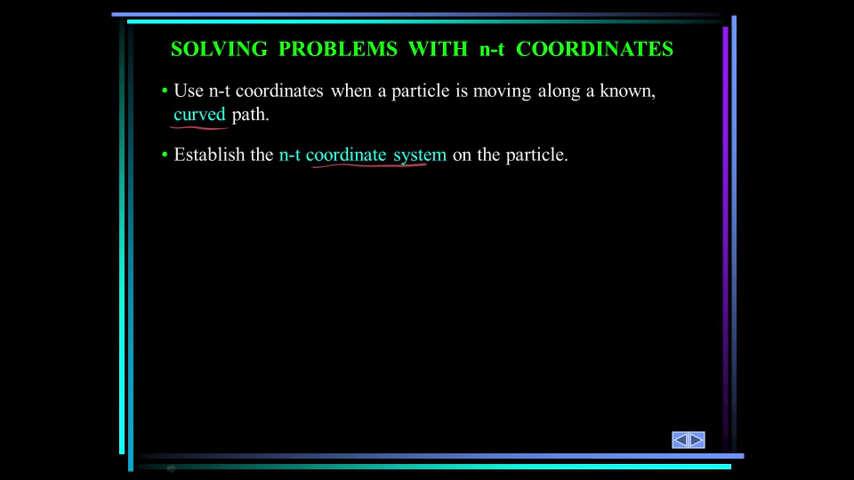 SOLVING PROBLEMS WITH n-t COORDINATES
• Use n-t coordinates when a particle is moving along a known,
curved path.
• Establish the n-t coordinate system on the particle.